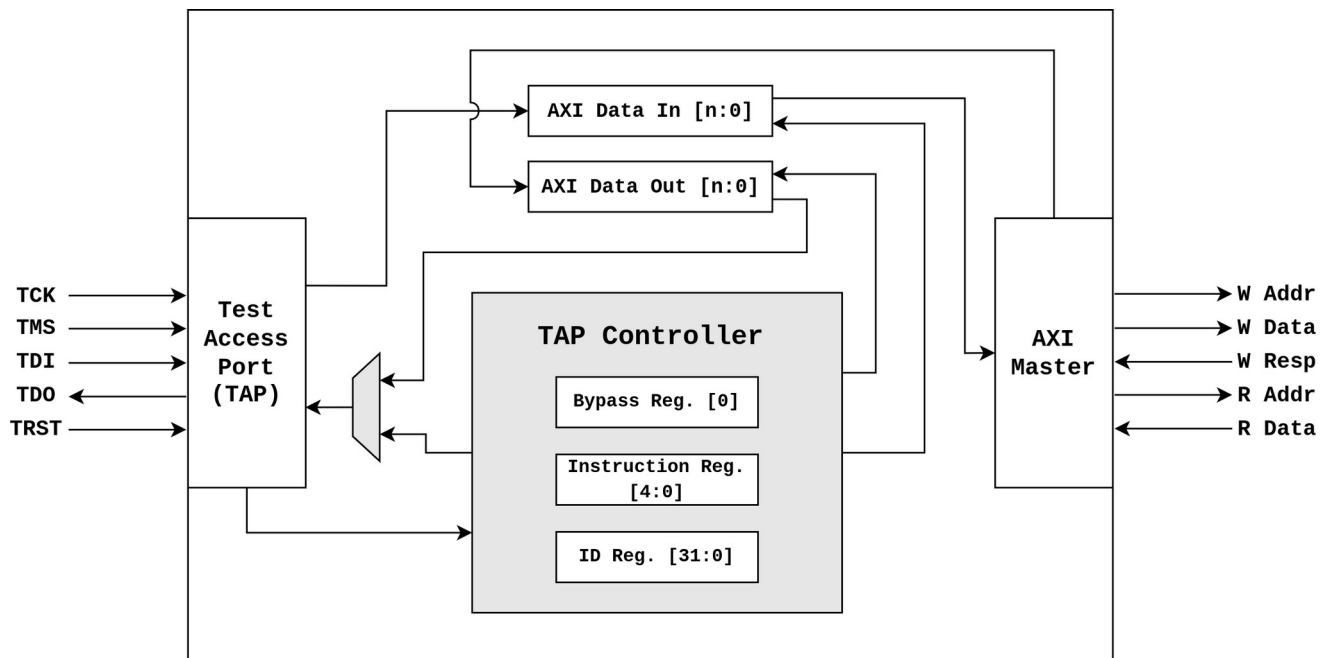 AXI Data In [n:0]
AXI Data Out [n:0]
TCK
TMS
TDI
TDO
TRST
Test
Access
Port
(TAP)
TAP Controller
Bypass Reg. [0]
Instruction Reg.
[4:0]
ID Reg. [31:0]
AXI
Master
W Addr
W Data
W Resp
R Addr
R Data